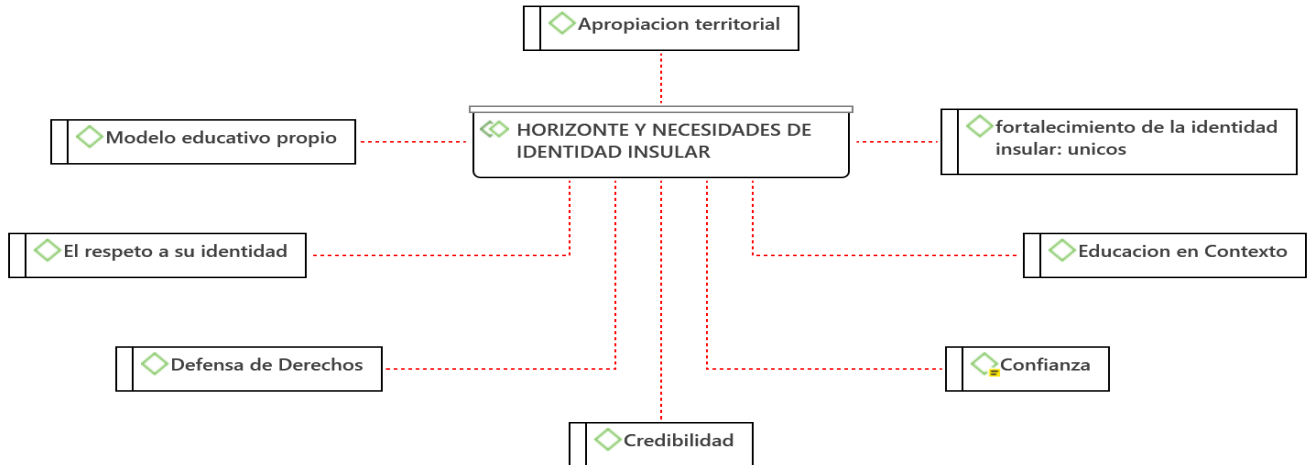 Apropiacion territorial
HORIZONTE Y NECESIDADES DE
IDENTIDAD INSULAR
Modelo educativo propio
fortalecimiento de la identidad
insular: unicos
El respeto a su identidad
Educacion en Contexto
Defensa de Derechos
Confianza
Credibilidad